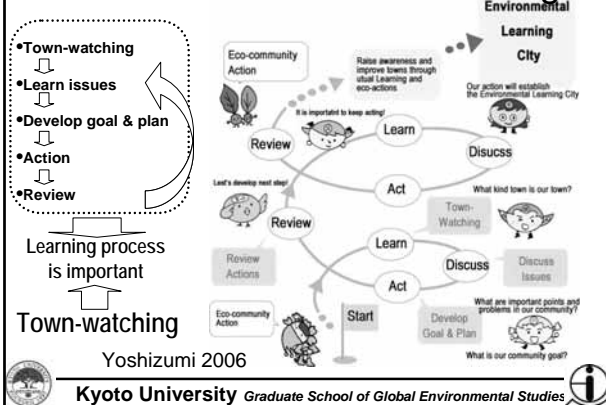 Environmental
Learning
CIty
•Town-watching
•Learn issues
•Develop goal & plan
•Action
•Review
Learning process
is important
Town-watching
Yoshizumi 2006
Eco-community
Action
Raise awareness and
improve towns through
utual Learning and
eco-actions
Our action will establish
the Environmental Learning City
It is importatnt to keep acting!
Review
Learn
Disucss
Act
Leat's develop next step!
What kind town is our town?
Review
Town-
Watching
Learn
Review
Actions
Discuss
Discuss
Issues
Act
Eco-community
Action
Start
Develop
Goal & Plan
What are important points and
problems in our community?
What is our community goal?
Kyoto University Graduate School of Global Environmental Studies